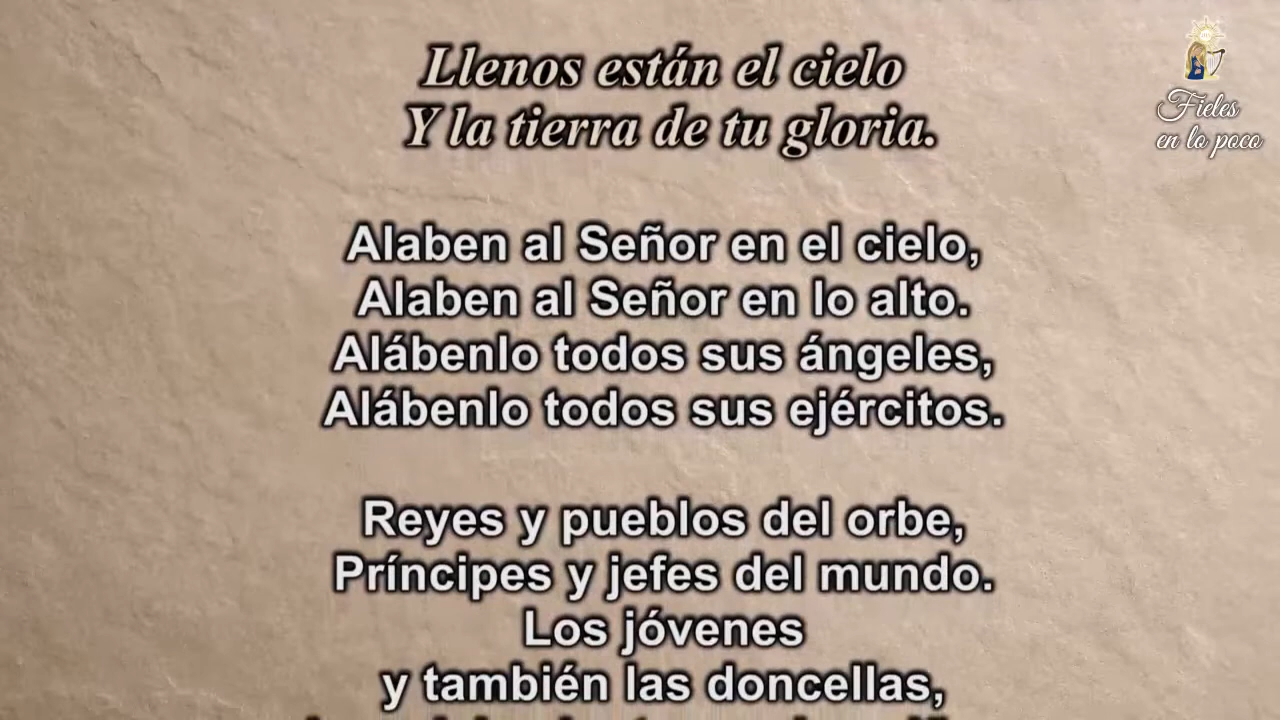 Llenos están el cielo
Y la tierra de tu gloria.
Fieles
en lo poco
Alaben al Señor en el cielo,
Alaben al Señor en lo alto.
Alábenlo todos sus ángeles,
Alábenlo todos sus ejércitos.
Reyes y pueblos del orbe,
Príncipes y jefes del mundo.
Los jóvenes
y también las doncellas,